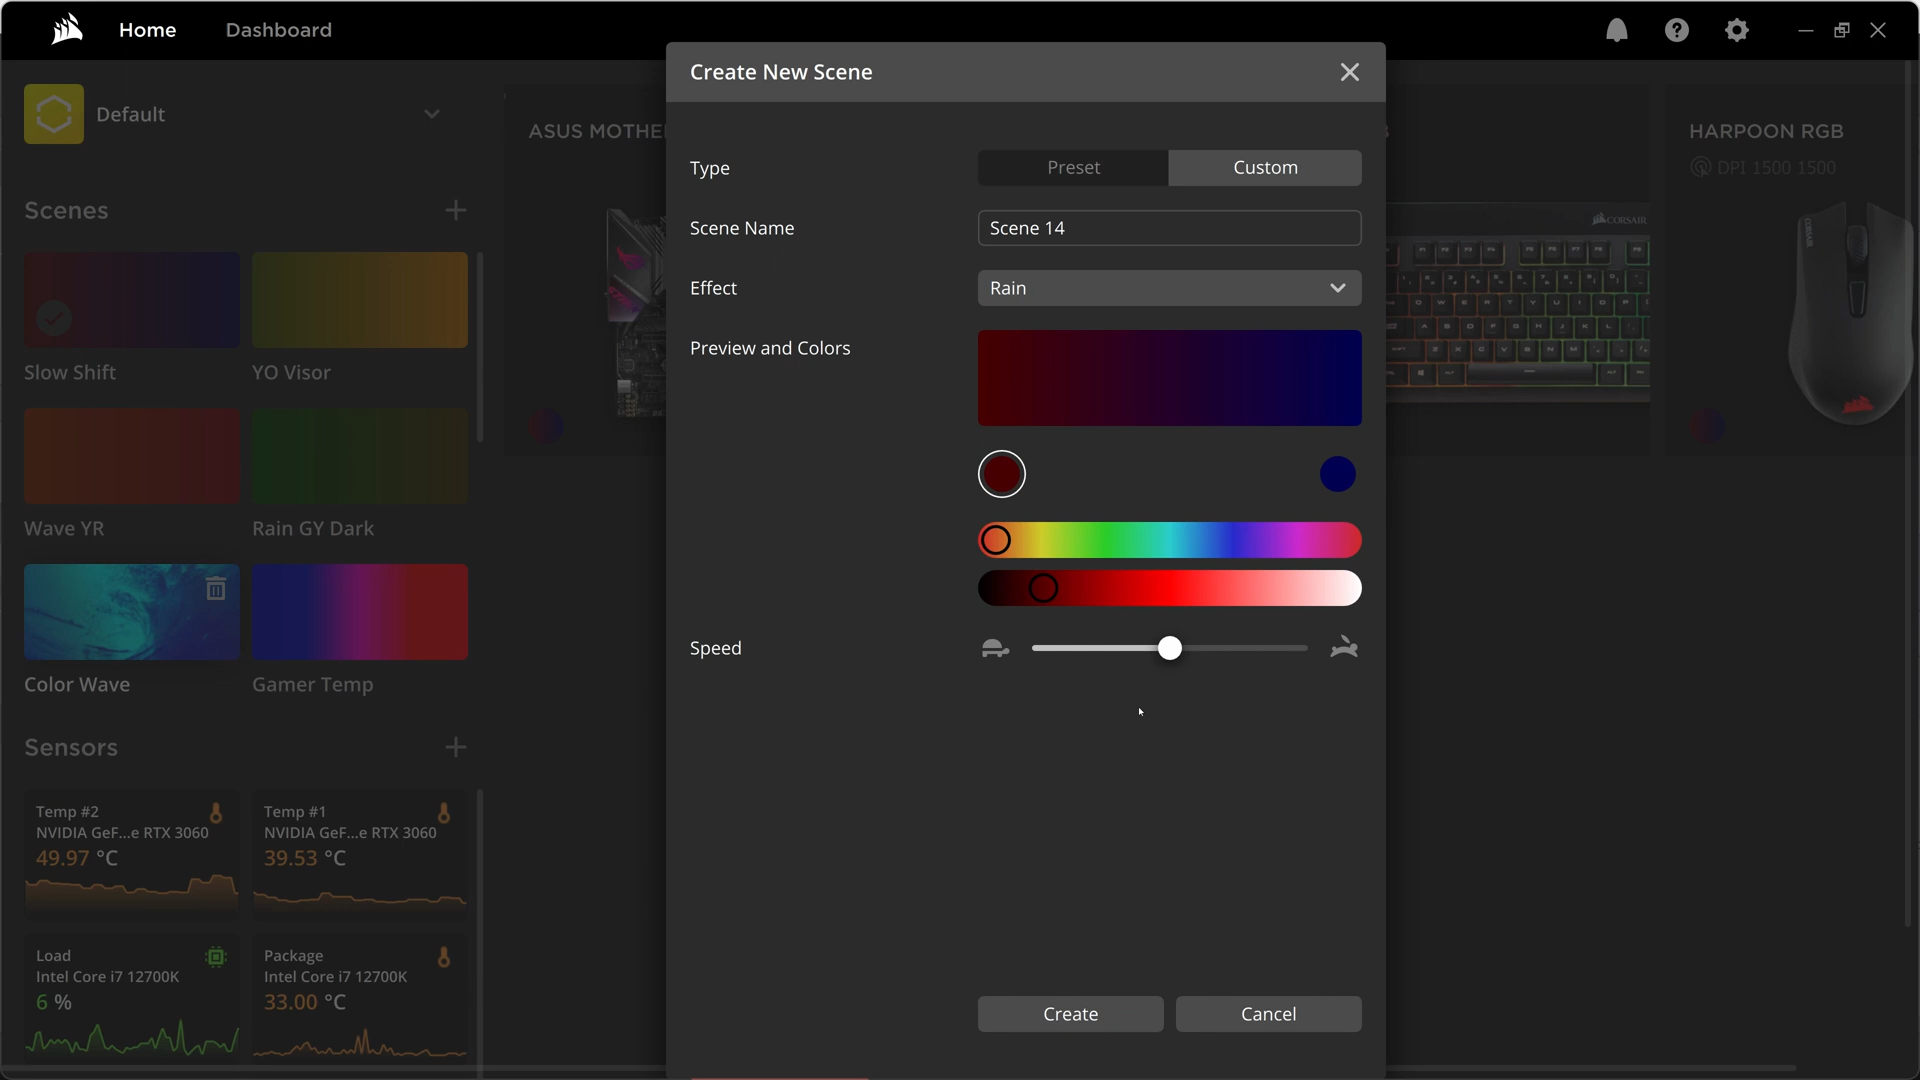 Home
Dashboard
Create New Scene
Default
ASUS MOTHE
HARPOON RGB
DPI 1500 1500
Type
Preset
Custom
Scenes
Scene Name
Scene 14
CORSAIR
Effect
Rain
Preview and Colors
Slow Shift
YO Visor
Wave YR
Rain GY Dark
Speed
Color Wave
Gamer Temp
Sensors
Temp #2
NVIDIA GeF...e RTX 3060
49.97 °C
Temp #1
NVIDIA GeF...e RTX 3060
39.53 °C
Load
Intel Core i7 12700K
6 %
Package
Intel Core i7 12700K
33.00 °C
Create
Cancel